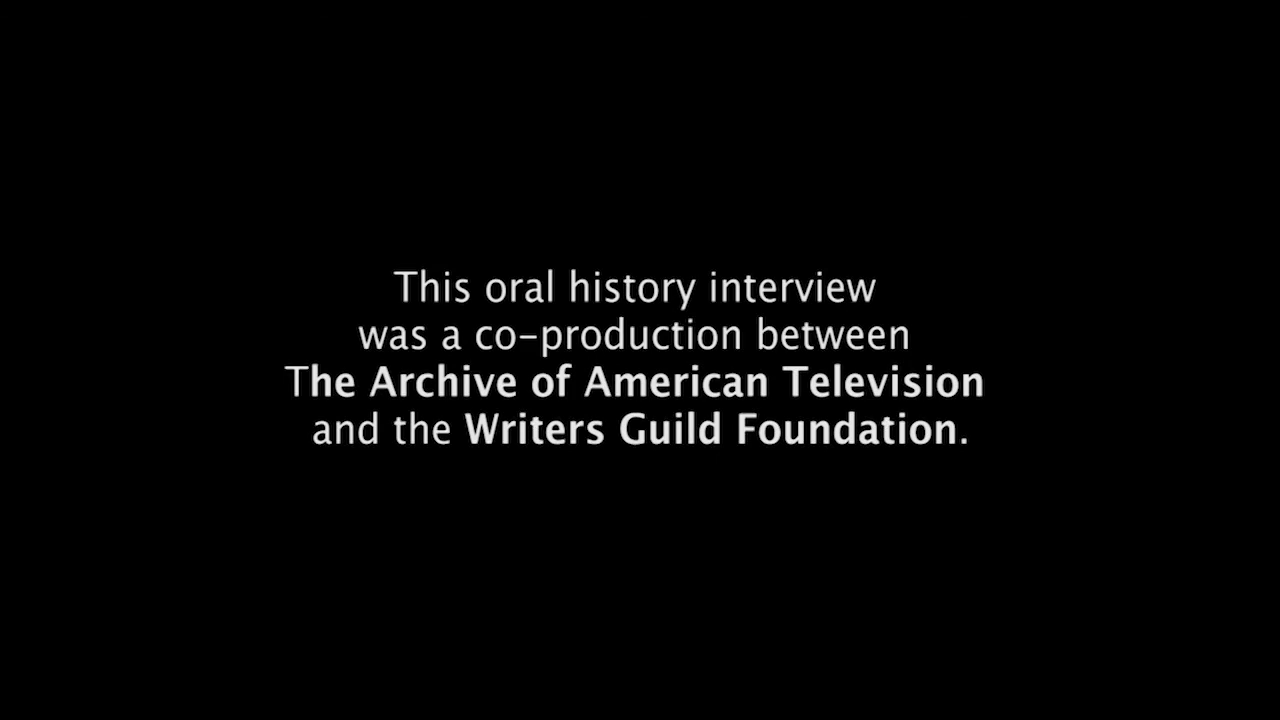 This oral history interview
was a co-production between
The Archive of American Television
and the Writers Guild Foundation.